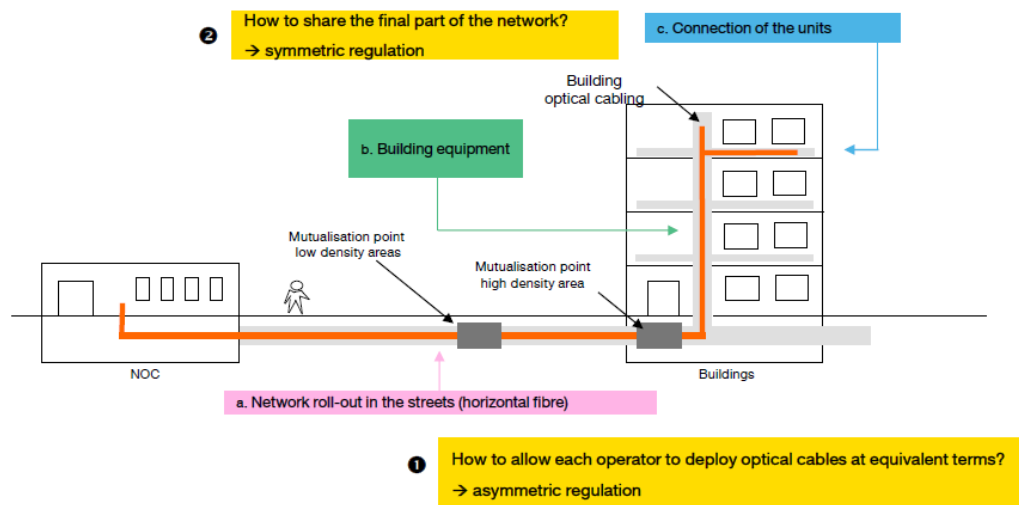 ❷
How to share the final part of the network?
→ symmetric regulation
c. Connection of the units
Building
optical cabling
b. Building equipment
Mutualisation point
low density areas
Mutualisation point
high density area
NOC
Buildings
a. Network roll-out in the streets (horizontal fibre)
❶
How to allow each operator to deploy optical cables at equivalent terms?
→ asymmetric regulation